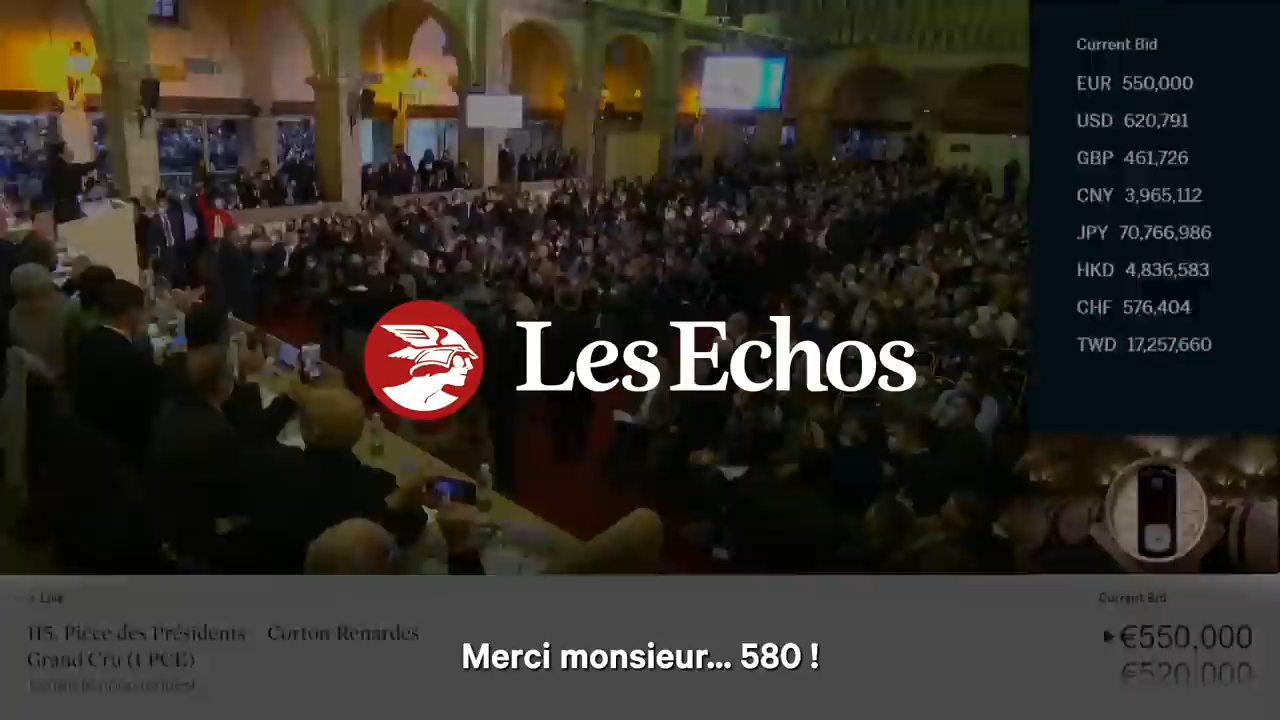 Current Bid
EUR 550,000
USD 620,791
GBP 461,726
CNY 3,965,112
JPY 70,766,986
HKD 4,836,583
CHF 576,404
TWD 17,257,660
Les Echos
Live
Current Bid
115. Pièce des Présidents Corton Renardes
Grand Cru (1 PCE)
€550,000
€520,000
Merci monsieur... 580 !